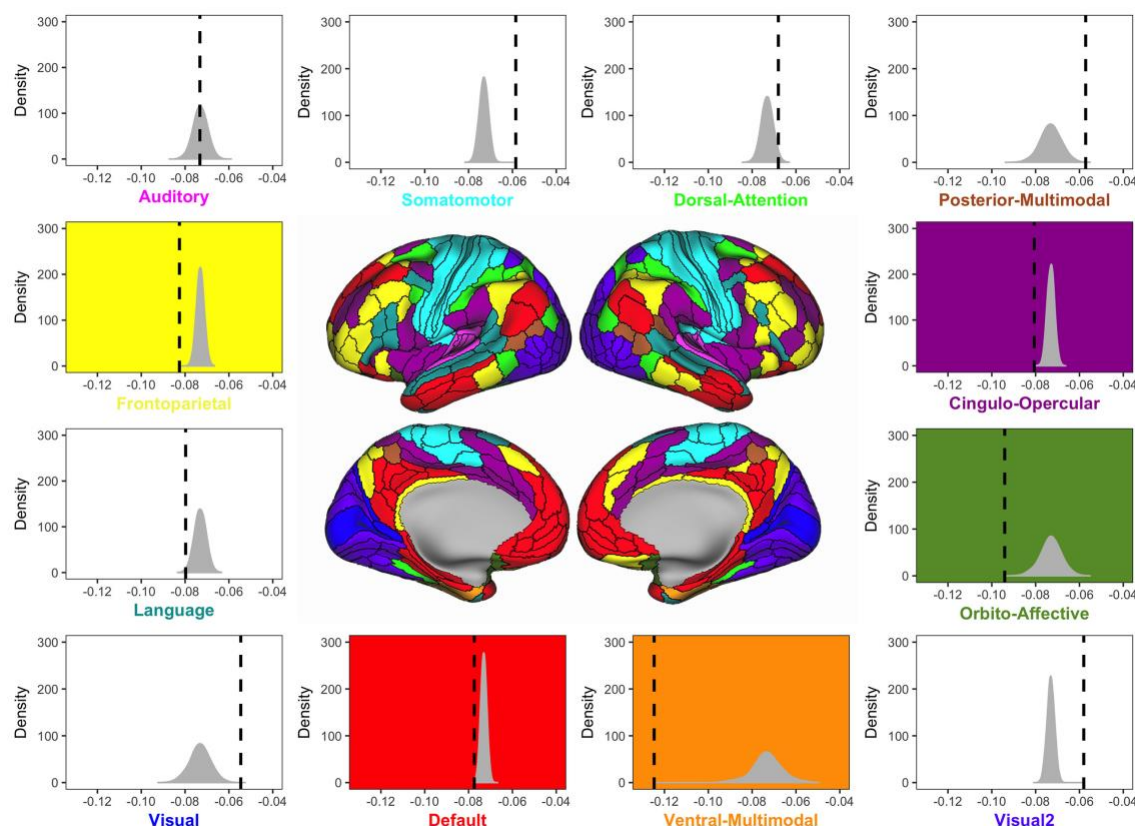 300
200
100
0
Density
-0.12 -0.10 -0.08 -0.06 -0.04
Auditory
300
200
100
0
Density
-0.12 -0.10 -0.08 -0.06 -0.04
Somatomotor
300
200
100
0
Density
-0.12 -0.10 -0.08 -0.06 -0.04
Dorsal-Attention
300
200
100
0
Density
-0.12 -0.10 -0.08 -0.06 -0.04
Posterior-Multimodal
300
200
100
0
Density
-0.12 -0.10 -0.08 -0.06 -0.04
Frontoparietal
300
200
100
0
Density
-0.12 -0.10 -0.08 -0.06 -0.04
Cingulo-Opercular
300
200
100
0
Density
-0.12 -0.10 -0.08 -0.06 -0.04
Language
300
200
100
0
Density
-0.12 -0.10 -0.08 -0.06 -0.04
Orbito-Affective
300
200
100
0
Density
-0.12 -0.10 -0.08 -0.06 -0.04
Visual
300
200
100
0
Density
-0.12 -0.10 -0.08 -0.06 -0.04
Default
300
200
100
0
Density
-0.12 -0.10 -0.08 -0.06 -0.04
Ventral-Multimodal
300
200
100
0
Density
-0.12 -0.10 -0.08 -0.06 -0.04
Visual2